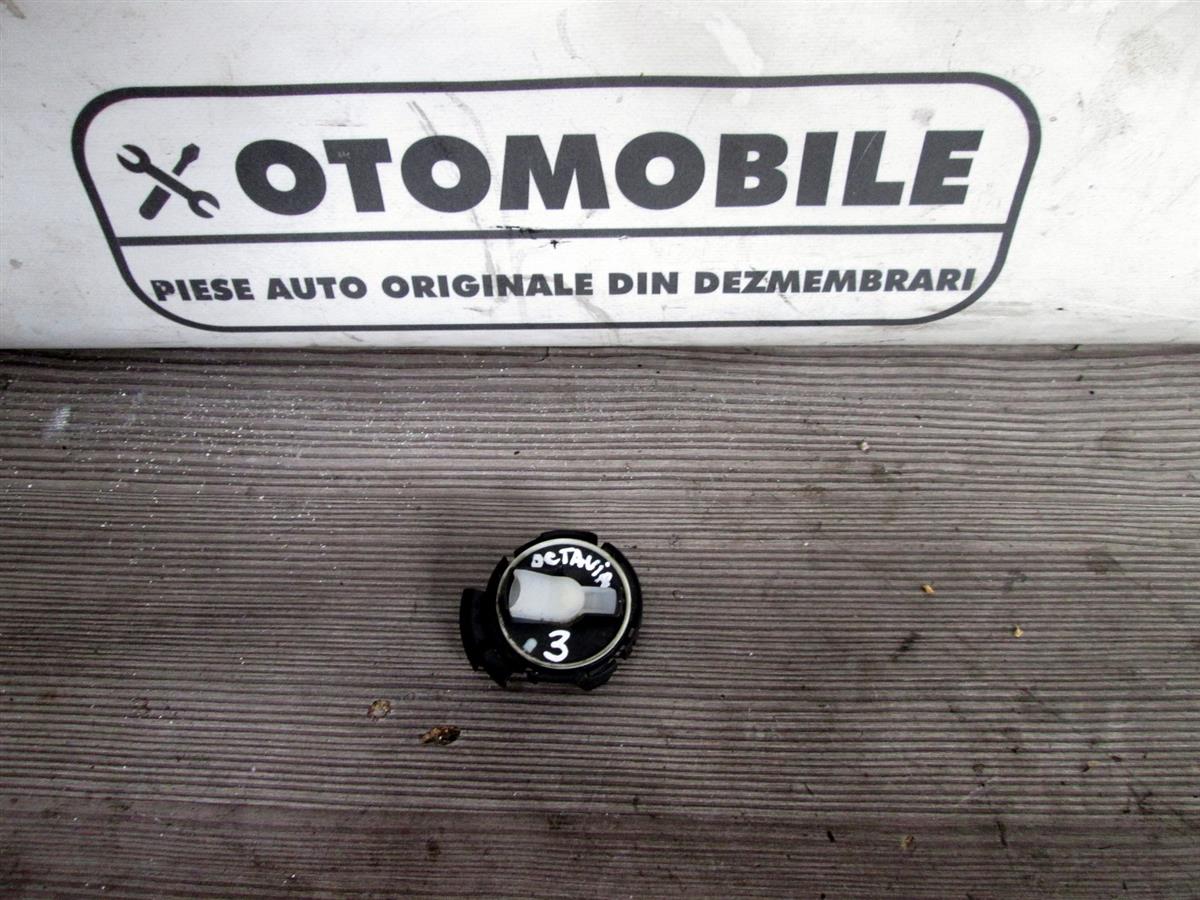 OTOMOBILE
PIESE AUTO ORIGINALE DIN DEZMEMBRARI
OCTAVIA
3